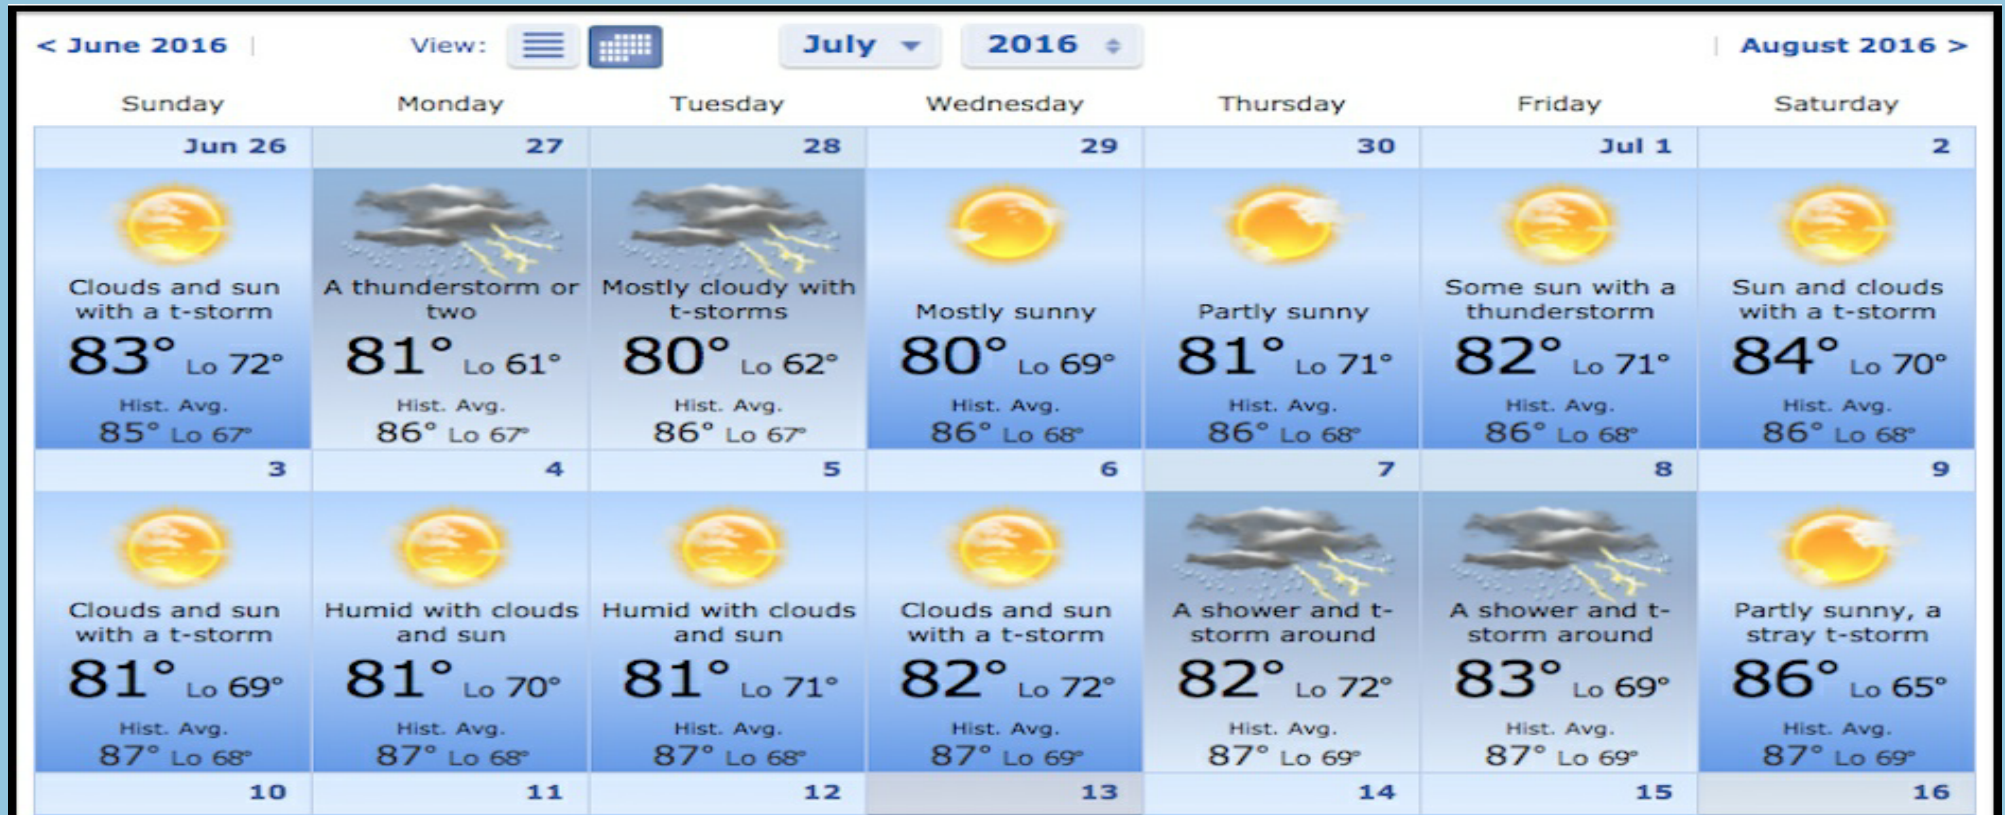 < June 2016 | View: July 2016 | August 2016 >
Sunday Monday Tuesday Wednesday Thursday Friday Saturday
Jun 26 27 28 29 30 Jul 1 2
Clouds and sun
with a t-storm
83° Lo 72°
Hist. Avg.
85° Lo 67°
A thunderstorm or
two
81° Lo 61°
Hist. Avg.
86° Lo 67°
Mostly cloudy with
t-storms
80° Lo 62°
Hist. Avg.
86° Lo 67°
Mostly sunny
80° Lo 69°
Hist. Avg.
86° Lo 68°
Partly sunny
81° Lo 71°
Hist. Avg.
86° Lo 68°
Some sun with a
thunderstorm
82° Lo 71°
Hist. Avg.
86° Lo 68°
Sun and clouds
with a t-storm
84° Lo 70°
Hist. Avg.
86° Lo 68°
3 4 5 6 7 8 9
Clouds and sun
with a t-storm
81° Lo 69°
Hist. Avg.
87° Lo 68°
Humid with clouds
and sun
81° Lo 70°
Hist. Avg.
87° Lo 68°
Humid with clouds
and sun
81° Lo 71°
Hist. Avg.
87° Lo 68°
Clouds and sun
with a t-storm
82° Lo 72°
Hist. Avg.
87° Lo 69°
A shower and t-
storm around
82° Lo 72°
Hist. Avg.
87° Lo 69°
A shower and t-
storm around
83° Lo 69°
Hist. Avg.
87° Lo 69°
Partly sunny, a
stray t-storm
86° Lo 65°
Hist. Avg.
87° Lo 69°
10 11 12 13 14 15 16